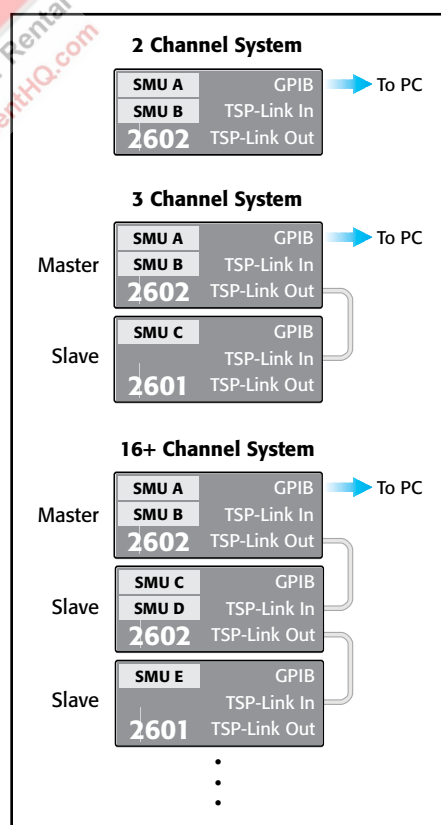 Rental
rentHQ.com
2 Channel System
SMU A GPIB To PC
SMU B TSP-Link In
2602 TSP-Link Out
3 Channel System
SMU A GPIB To PC
Master SMU B TSP-Link In
2602 TSP-Link Out
SMU C GPIB
Slave TSP-Link In
2601 TSP-Link Out
16+ Channel System
SMU A GPIB To PC
Master SMU B TSP-Link In
2602 TSP-Link Out
SMU C GPIB
Slave SMU D TSP-Link In
2602 TSP-Link Out
SMU E GPIB
Slave TSP-Link In
2601 TSP-Link Out